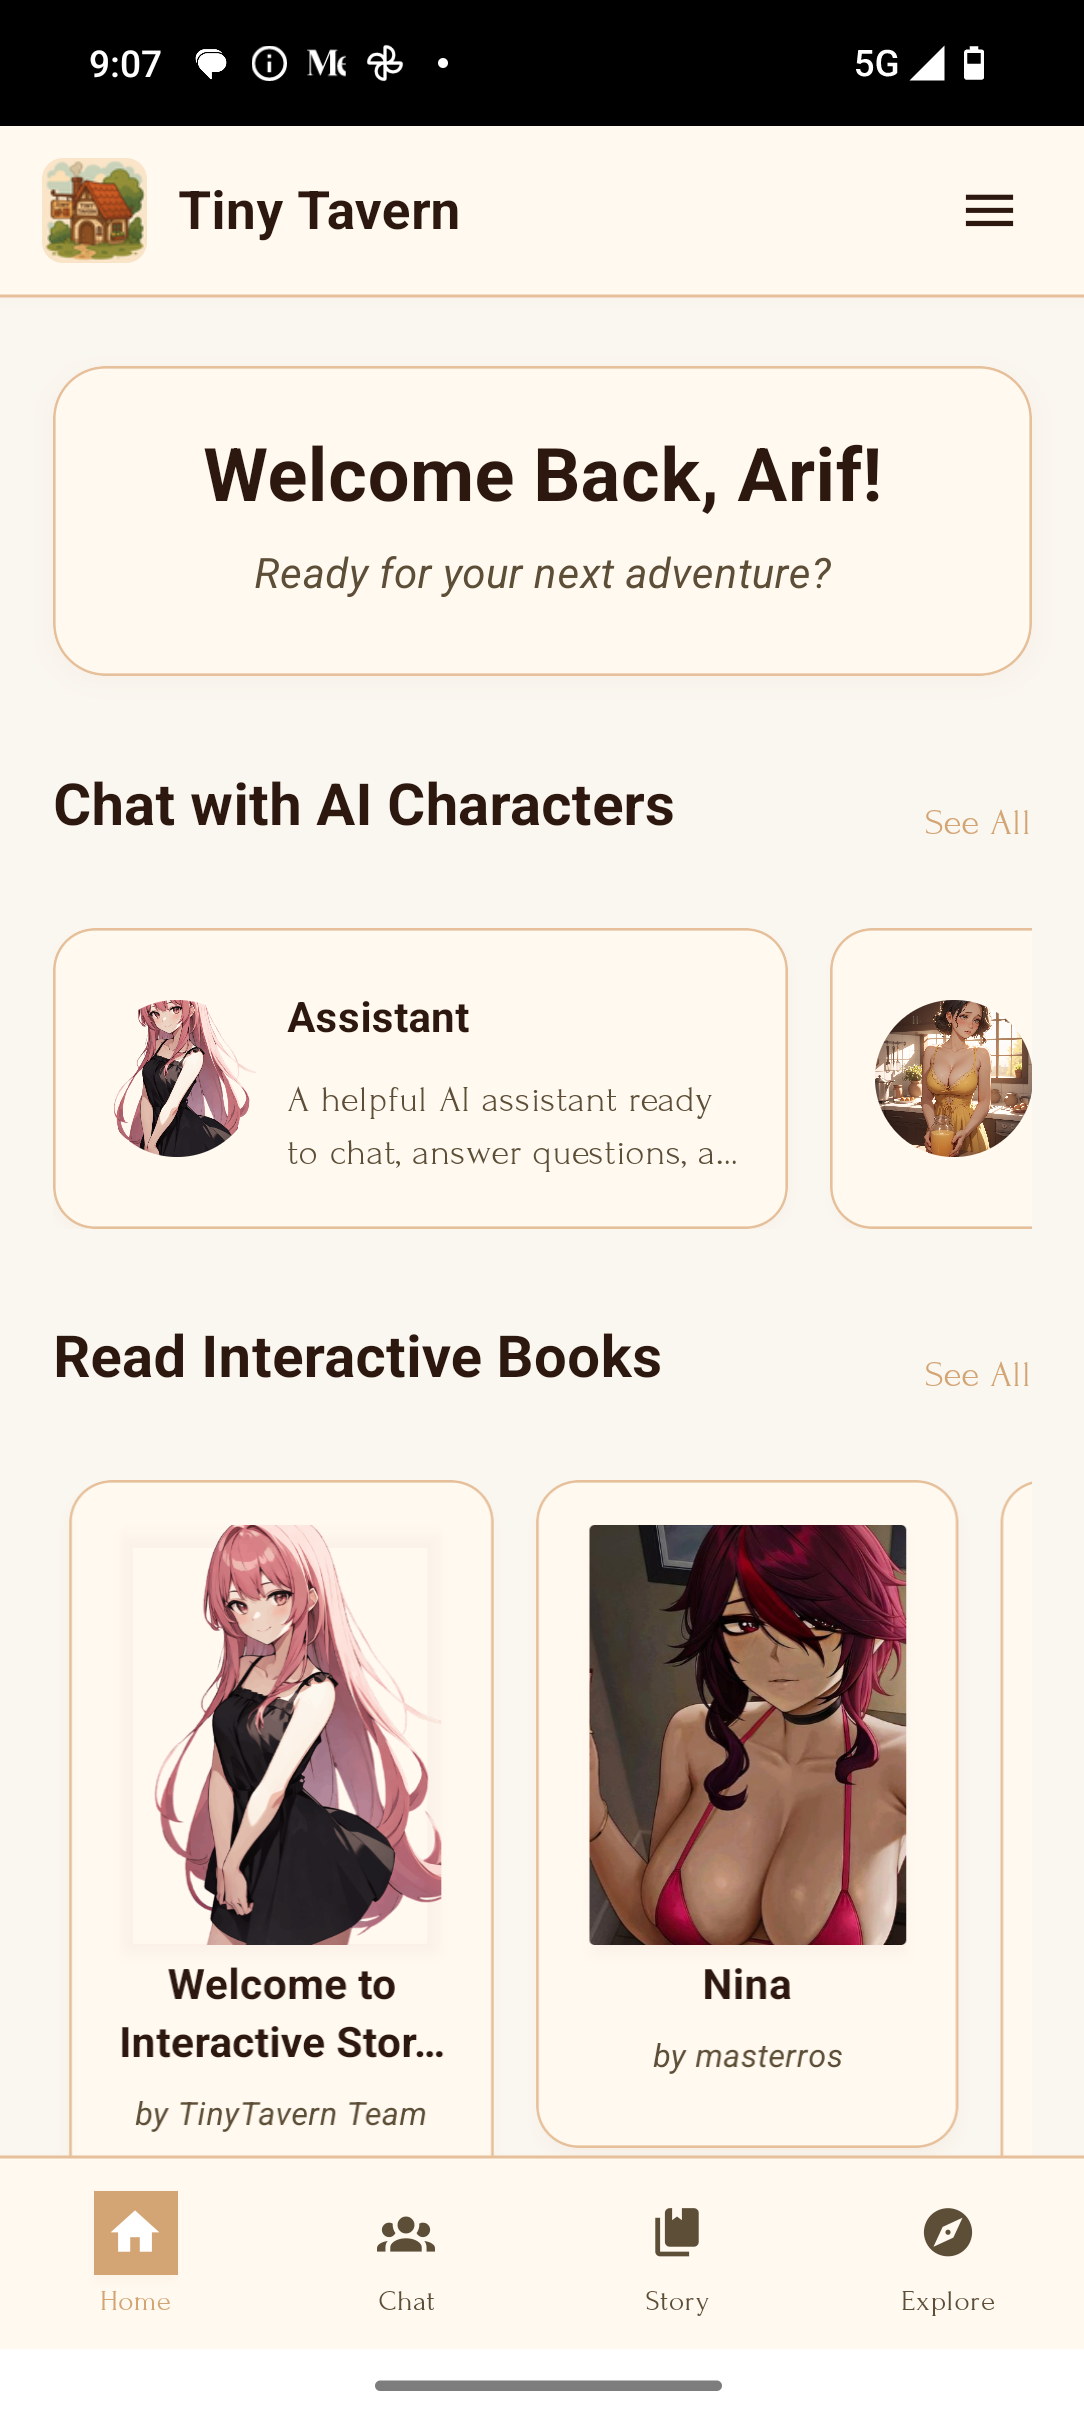 9:07
5G
Tiny Tavern
Welcome Back, Arif!
Ready for your next adventure?
Chat with AI Characters
See All
Assistant
A helpful AI assistant ready
to chat, answer questions, a...
Read Interactive Books
See All
Welcome to
Interactive Stor...
by TinyTavern Team
Nina
by masterros
Home
Chat
Story
Explore